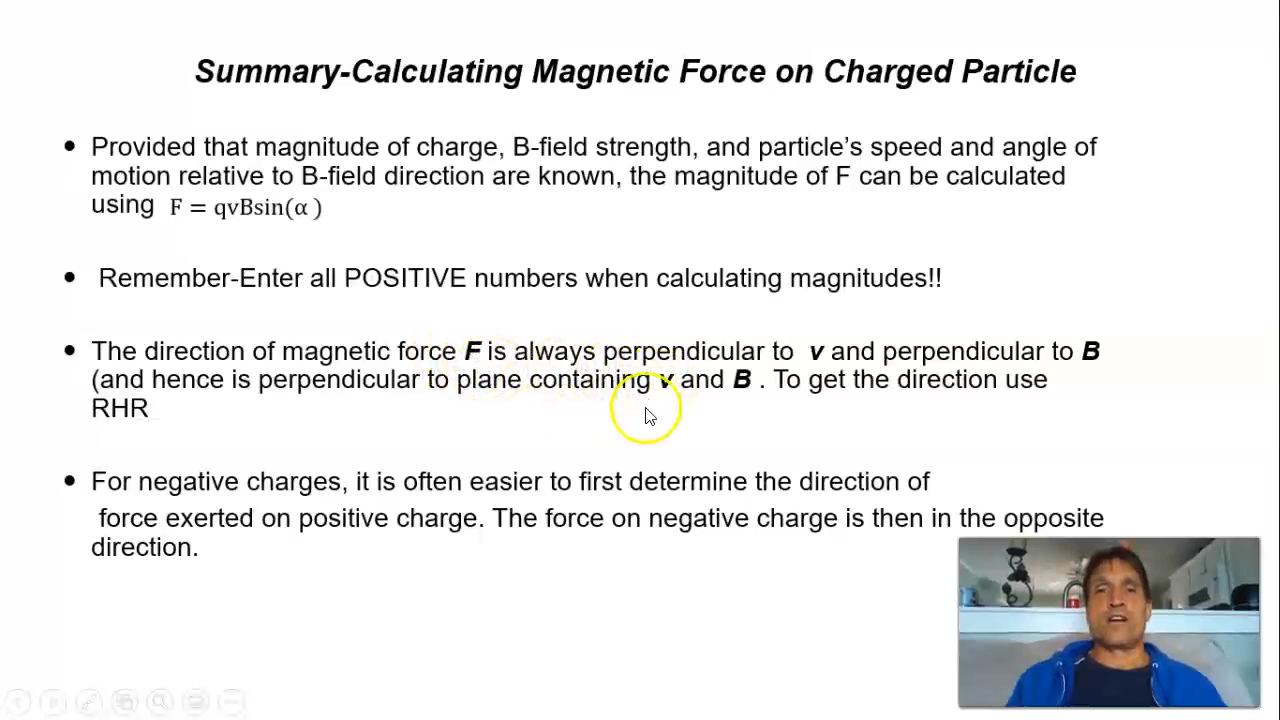 Summary-Calculating Magnetic Force on Charged Particle
Provided that magnitude of charge, B-field strength, and particle's speed and angle of
motion relative to B-field direction are known, the magnitude of F can be calculated
using F = qvBsin(α )
Remember-Enter all POSITIVE numbers when calculating magnitudes!!
The direction of magnetic force F is always perpendicular to v and perpendicular to B
(and hence is perpendicular to plane containing v and B . To get the direction use
RHR
For negative charges, it is often easier to first determine the direction of
force exerted on positive charge. The force on negative charge is then in the opposite
direction.